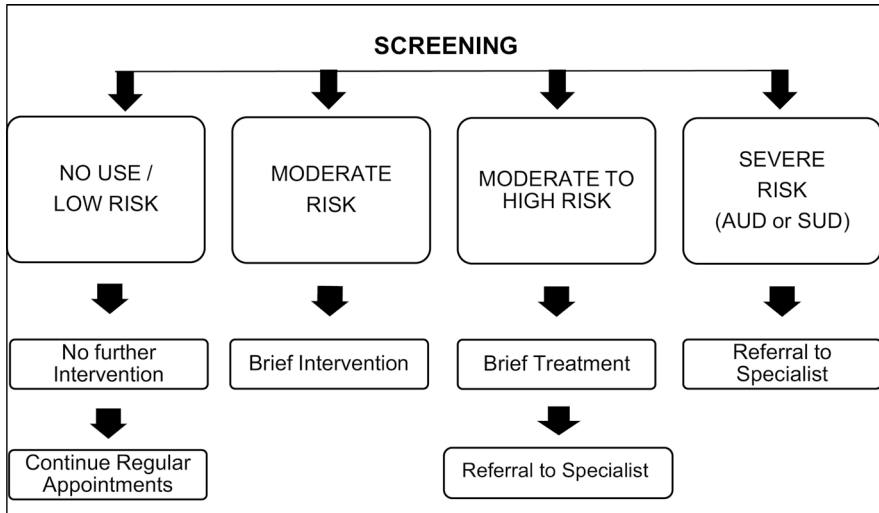 SCREENING
NO USE /
LOW RISK
MODERATE
RISK
MODERATE TO
HIGH RISK
SEVERE
RISK
(AUD or SUD)
No further
Intervention
Brief Intervention
Brief Treatment
Referral to
Specialist
Continue Regular
Appointments
Referral to Specialist